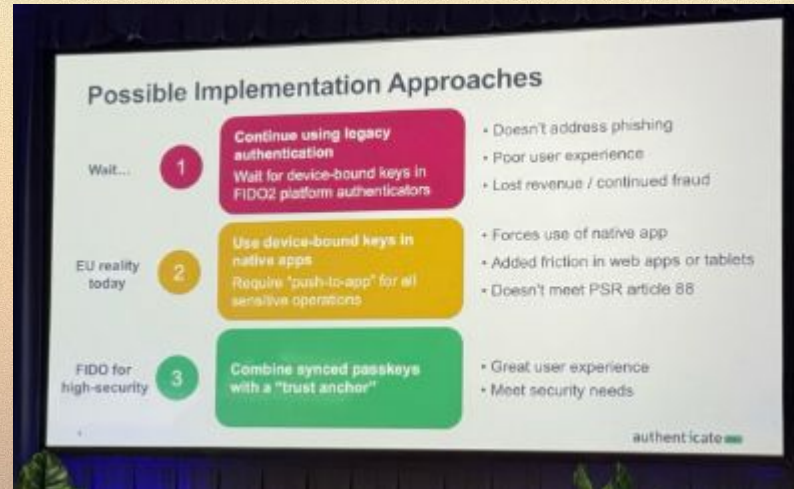 Possible Implementation Approaches
Wait...
1
Continue using legacy
authentication
Wait for device-bound keys in
FIDO2 platform authenticators
• Doesn't address phishing
• Poor user experience
• Lost revenue / continued fraud
EU reality
today
2
Use device-bound keys in
native apps
Require "push-to-app" for all
sensitive operations
• Forces use of native app
• Added friction in web apps or tablets
• Doesn't meet PSR article 88
FIDO for
high-security
3
Combine synced passkeys
with a "trust anchor"
• Great user experience
• Meet security needs
authenticate